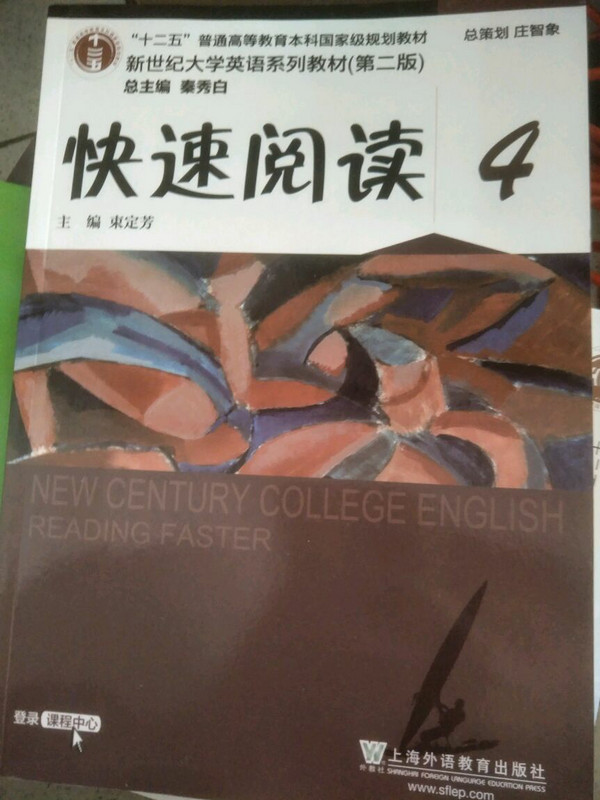 十二五
"十二五"普通高等教育本科国家级规划教材
总策划 庄智象
新世纪大学英语系列教材(第二版)
总主编 秦秀白
快速阅读 4
主 编 束定芳
NEW CENTURY COLLEGE ENGLISH
READING FASTER
登录 课程中心
W 外教社 上海外语教育出版社
SHANGHAI FOREIGN LANGUAGE EDUCATION PRESS
www.sflep.com